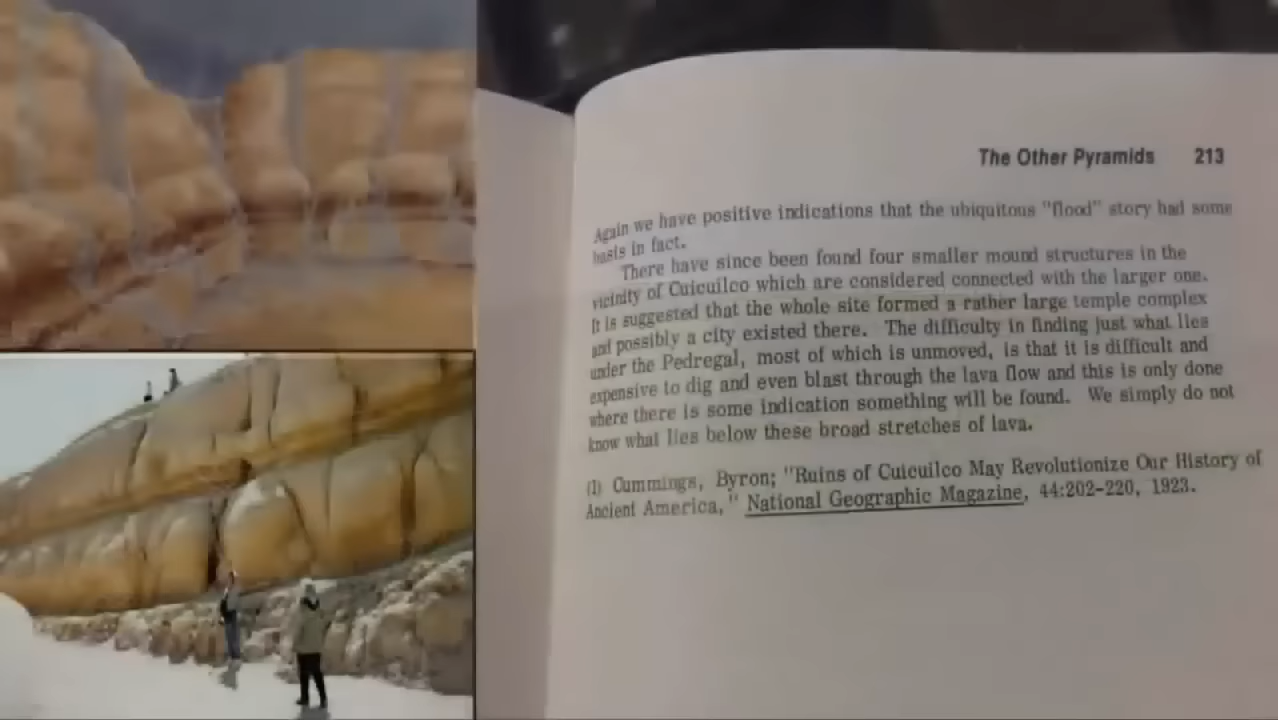 The Other Pyramids 213
Again we have positive indications that the ubiquitous "flood" story had some
basis in fact.
There have since been found four smaller mound structures in the
vicinity of Cuicuilco which are considered connected with the larger one.
It is suggested that the whole site formed a rather large temple complex
and possibly a city existed there. The difficulty in finding just what lies
under the Pedregal, most of which is unmoved, is that it is difficult and
expensive to dig and even blast through the lava flow and this is only done
where there is some indication something will be found. We simply do not
know what lies below these broad stretches of lava.
(1) Cummings, Byron; "Ruins of Cuicuilco May Revolutionize Our History of
Ancient America," National Geographic Magazine, 44:202-220, 1923.